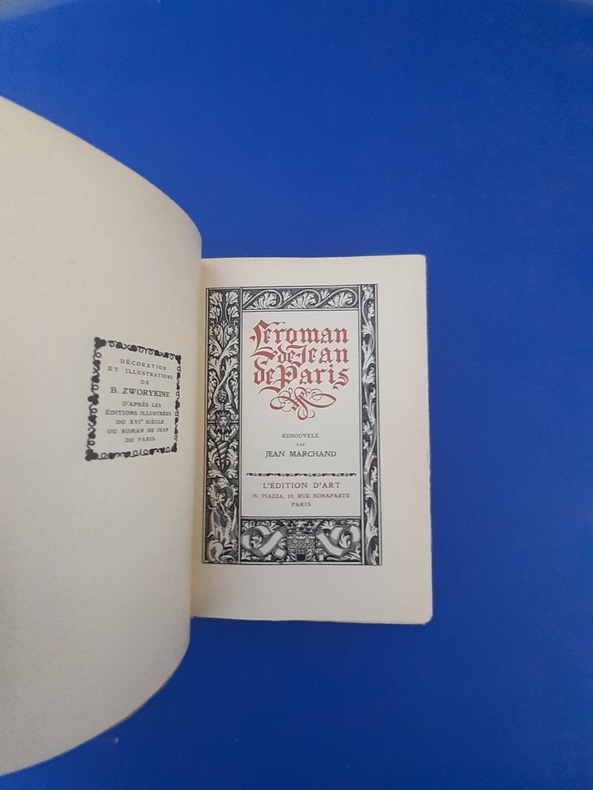 DÉCORATION
ET ILLUSTRATIONS
DE
B. ZWORYKINE
D'APRÈS LES
ÉDITIONS ILLUSTRÉES
DU XVIe SIÈCLE
DU ROMAN DE JEAN
DE PARIS
Le roman
de Jean
de Paris
RENOUVELÉ
PAR
JEAN MARCHAND
L'ÉDITION D'ART
H. PIAZZA, 19, RUE BONAPARTE
PARIS